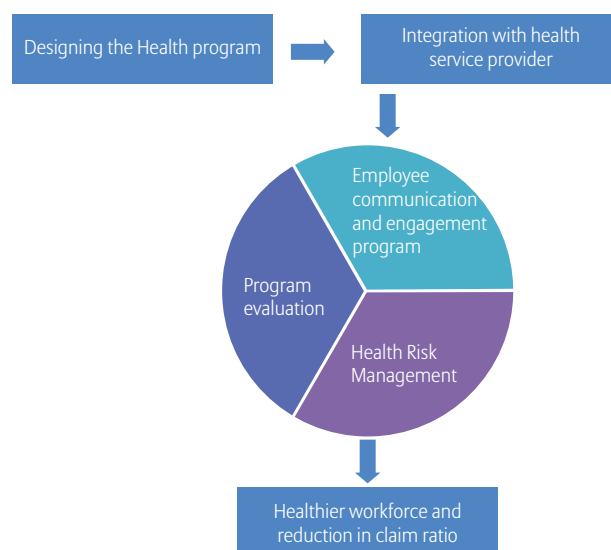 Designing the Health program
Integration with health
service provider
Employee
communication
and engagement
program
Program
evaluation
Health Risk
Management
Healthier workforce and
reduction in claim ratio